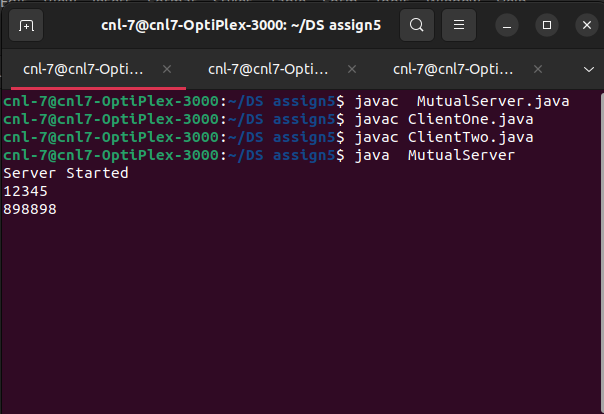 cnl-7@cnl7-OptiPlex-3000: ~/DS assign5
cnl-7@cnl7-Opti… × cnl-7@cnl7-Opti… × cnl-7@cnl7-Opti… ×
cnl-7@cnl7-OptiPlex-3000:~/DS assign5$ javac  MutualServer.java
cnl-7@cnl7-OptiPlex-3000:~/DS assign5$ javac ClientOne.java
cnl-7@cnl7-OptiPlex-3000:~/DS assign5$ javac ClientTwo.java
cnl-7@cnl7-OptiPlex-3000:~/DS assign5$ java  MutualServer
Server Started
12345
898898